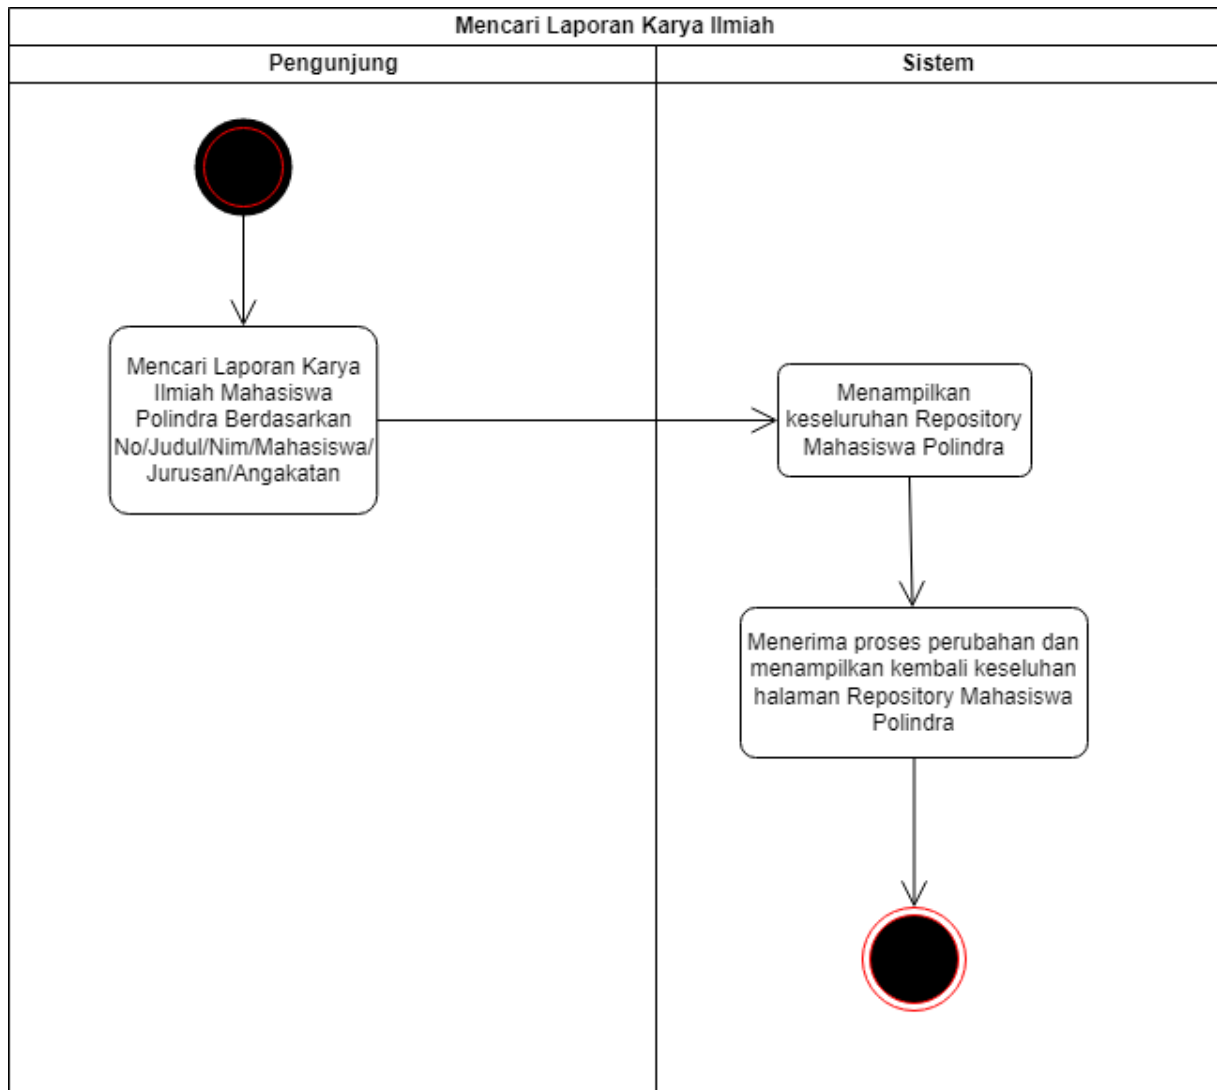 Mencari Laporan Karya Ilmiah
Pengunjung
Sistem
Mencari Laporan Karya
Ilmiah Mahasiswa
Polindra Berdasarkan
No/Judul/Nim/Mahasiswa/
Jurusan/Angakatan
Menampilkan
keseluruhan Repository
Mahasiswa Polindra
Menerima proses perubahan dan
menampilkan kembali keseluhan
halaman Repository Mahasiswa
Polindra